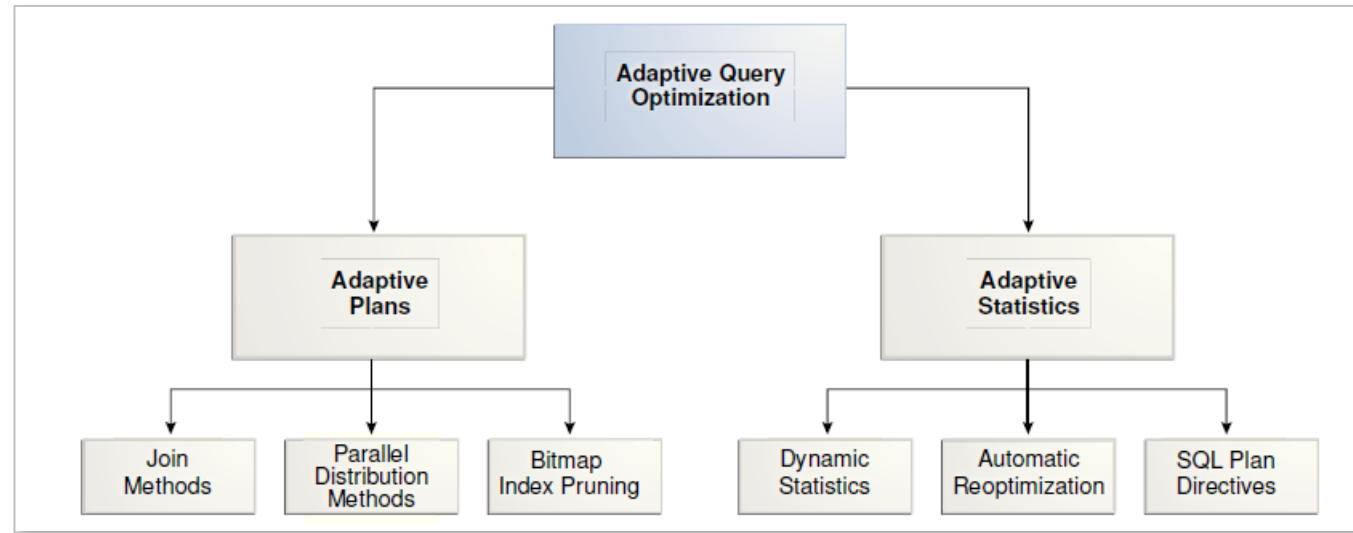 Adaptive Query
Optimization
Adaptive
Plans
Adaptive
Statistics
Join
Methods
Parallel
Distribution
Methods
Bitmap
Index Pruning
Dynamic
Statistics
Automatic
Reoptimization
SQL Plan
Directives